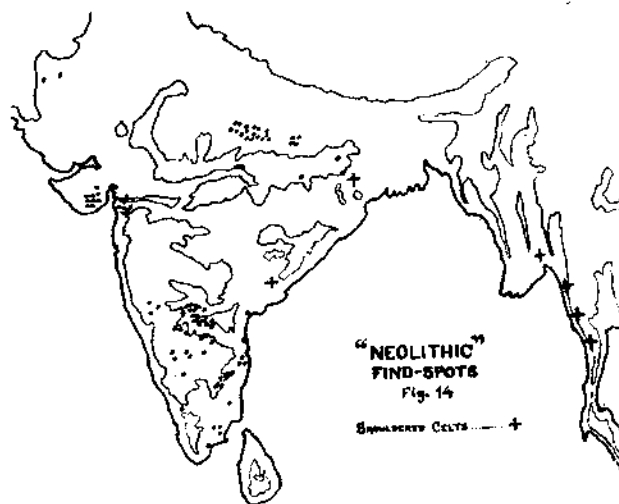 “NEOLITHIC”
FIND-SPOTS
Fig. 14
SHOULDERED CELTS ...... +